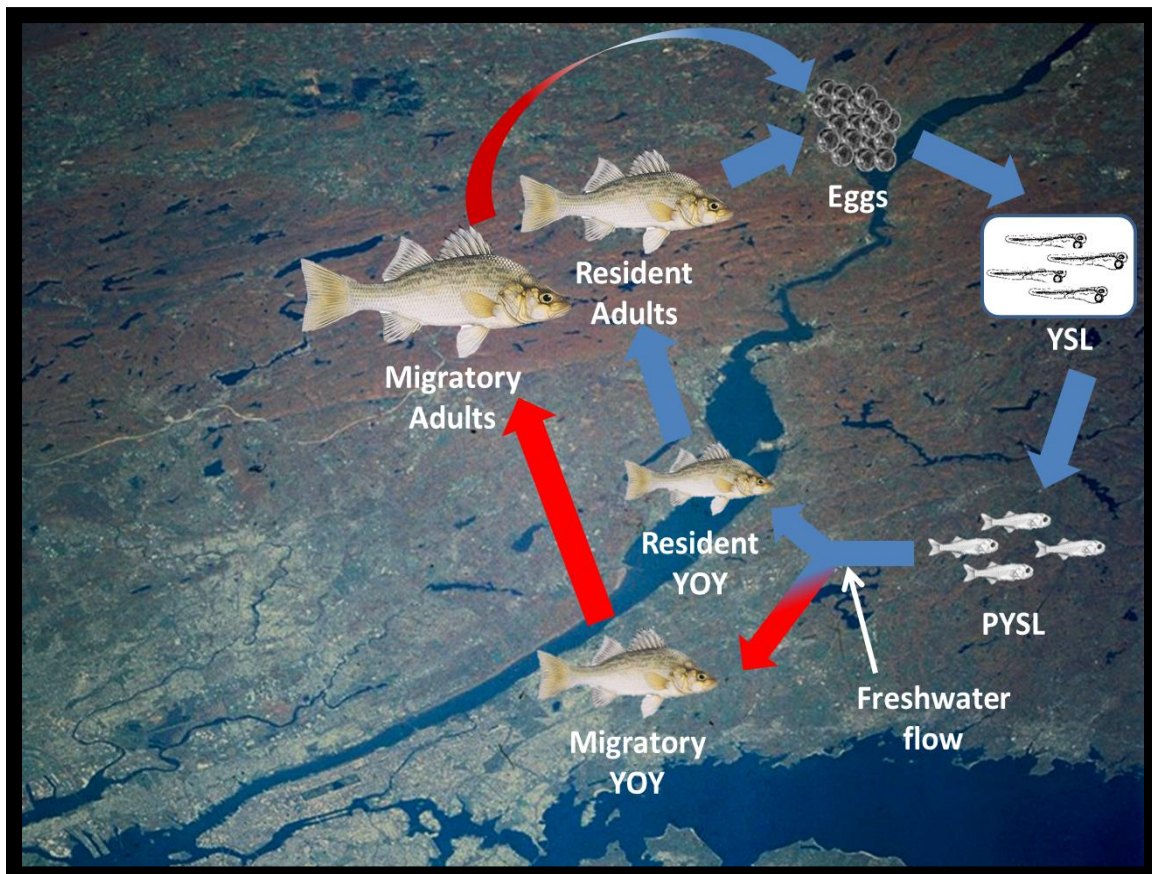 Eggs
Resident
Adults
YSL
Migratory
Adults
Resident
YOY
PYSL
Freshwater
flow
Migratory
YOY